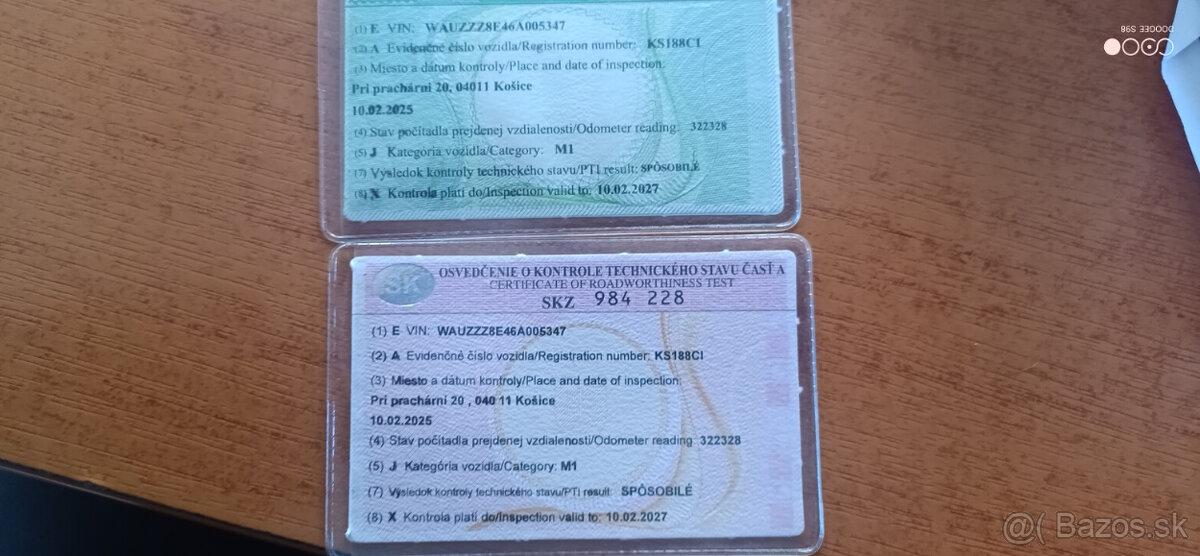 (1) E VIN: WAUZZZ8E46A005347
(2) A Evidenčné číslo vozidla/Registration number: KS188CI
(3) Miesto a dátum kontroly/Place and date of inspection:
Pri prachárni 20, 04011 Košice
10.02.2025
(4) Stav počítadla prejdenej vzdialenosti/Odometer reading: 322328
(5) J Kategória vozidla/Category: M1
(7) Výsledok kontroly technického stavu/PTI result: SPÔSOBILÉ
(8) X Kontrola platí do/Inspection valid to: 10.02.2027
SK
OSVEDČENIE O KONTROLE TECHNICKÉHO STAVU ČASŤ A
CERTIFICATE OF ROADWORTHINESS TEST
SKZ 984 228
(1) E VIN: WAUZZZ8E46A005347
(2) A Evidenčné číslo vozidla/Registration number: KS188CI
(3) Miesto a dátum kontroly/Place and date of inspection:
Pri prachárni 20 , 040 11 Košice
10.02.2025
(4) Stav počítadla prejdenej vzdialenosti/Odometer reading: 322328
(5) J Kategória vozidla/Category: M1
(7) Výsledok kontroly technického stavu/PTI result: SPÔSOBILÉ
(8) X Kontrola platí do/Inspection valid to: 10.02.2027
DOOGEE S98
@( Bazos.sk